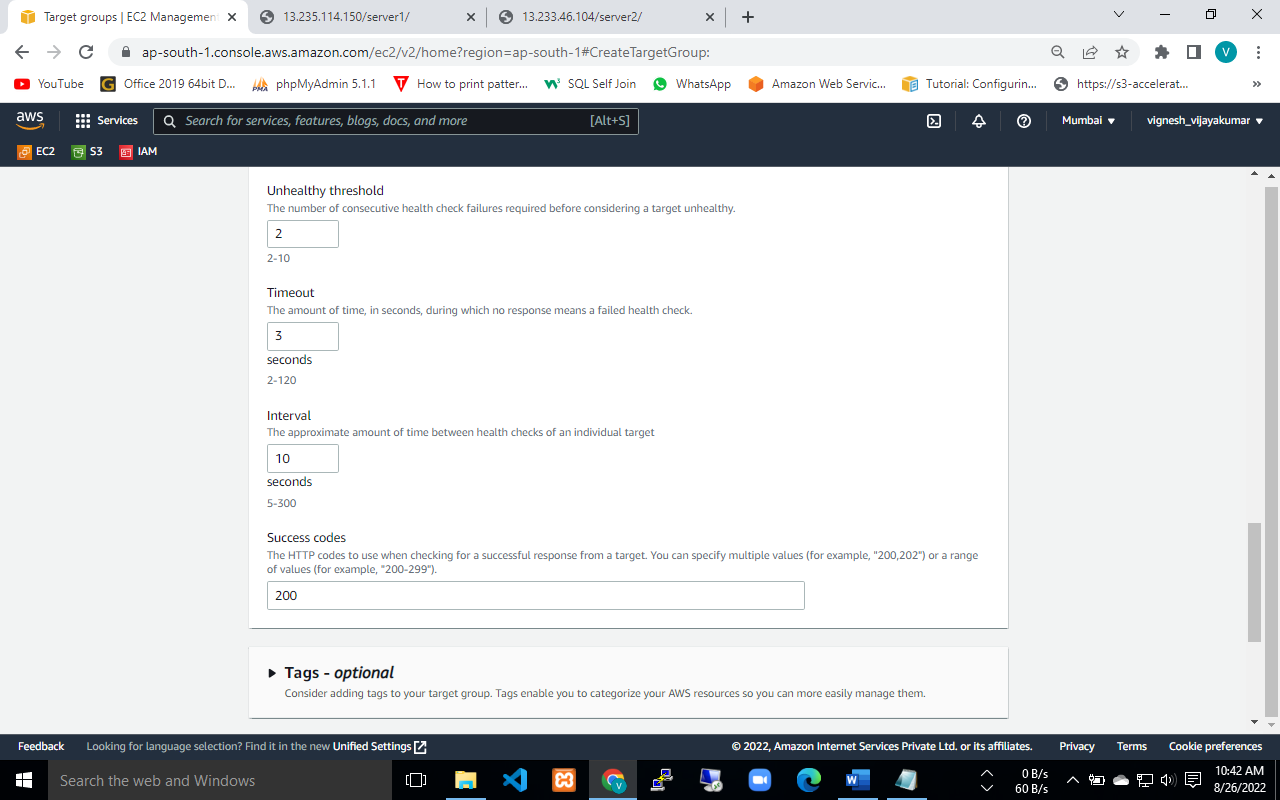 Target groups | EC2 Management
13.235.114.150/server1/
13.233.46.104/server2/
ap-south-1.console.aws.amazon.com/ec2/v2/home?region=ap-south-1#CreateTargetGroup:
V
YouTube
Office 2019 64bit D...
phpMyAdmin 5.1.1
How to print patter...
SQL Self Join
WhatsApp
Amazon Web Servic...
Tutorial: Configurin...
https://s3-accelerat...
»
aws
Services
Search for services, features, blogs, docs, and more
[Alt+S]
Mumbai
vignesh_vijayakumar
EC2
S3
IAM
Unhealthy threshold
The number of consecutive health check failures required before considering a target unhealthy.
2
2-10
Timeout
The amount of time, in seconds, during which no response means a failed health check.
3
seconds
2-120
Interval
The approximate amount of time between health checks of an individual target
10
seconds
5-300
Success codes
The HTTP codes to use when checking for a successful response from a target. You can specify multiple values (for example, "200,202") or a range
of values (for example, "200-299").
200
Tags - optional
Consider adding tags to your target group. Tags enable you to categorize your AWS resources so you can more easily manage them.
Feedback
Looking for language selection? Find it in the new Unified Settings
© 2022, Amazon Internet Services Private Ltd. or its affiliates.
Privacy
Terms
Cookie preferences
Search the web and Windows
0 B/s
60 B/s
10:42 AM
8/26/2022